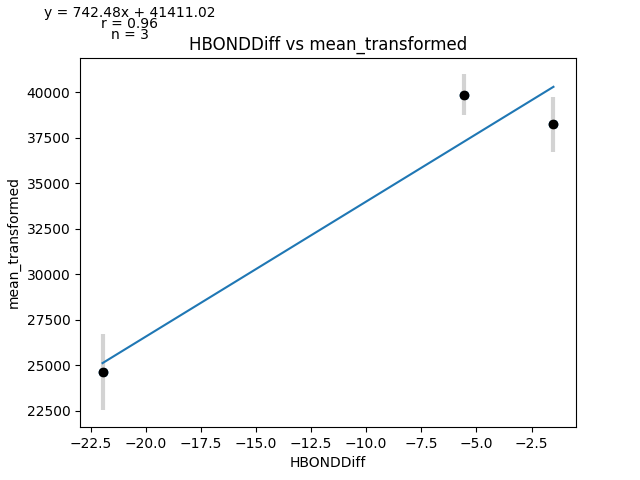 y = 742.48x + 41411.02
r = 0.96
n = 3
HBONDDiff vs mean_transformed
40000
37500
35000
32500
30000
27500
25000
22500
mean_transformed
−22.5 −20.0 −17.5 −15.0 −12.5 −10.0 −7.5 −5.0 −2.5
HBONDDiff